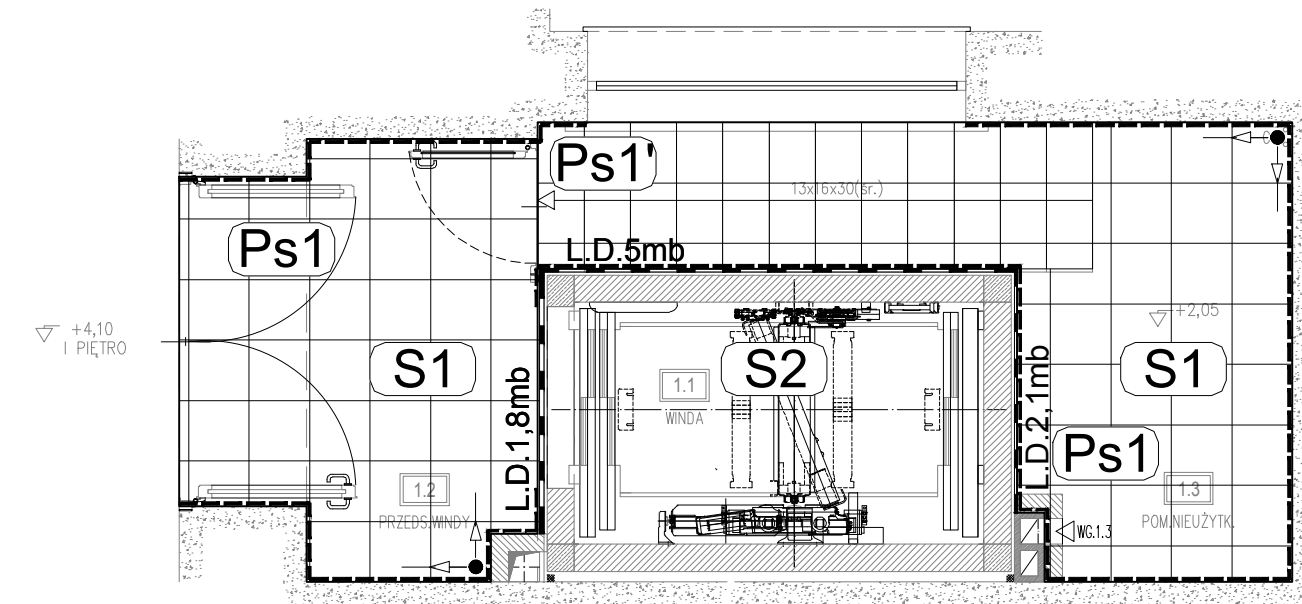 Ps1'
13x16x30(śr.)
Ps1
L.D.5mb
+4,10
I PIĘTRO
+2,05
S1
S2
S1
1.1
WINDA
L.D.1,8mb
L.D.2,1mb
Ps1
1.2
PRZEDS.WINDY
1.3
POM.NIEUŻYTK.
WG.1.3